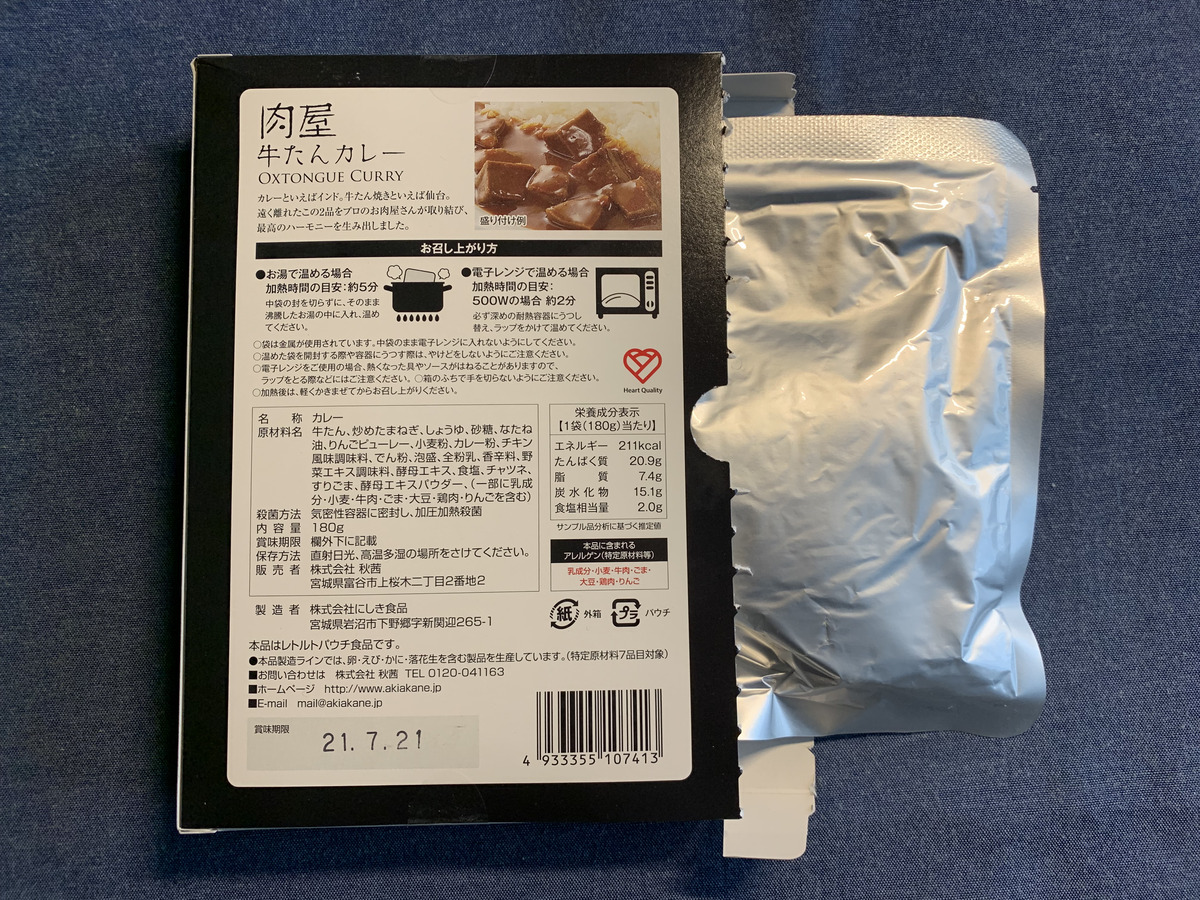 肉屋
牛たんカレー
OXTONGUE CURRY
カレーといえばインド。牛たん焼きといえば仙台。
遠く離れたこの2品をプロのお肉屋さんが取り結び、
最高のハーモニーを生み出しました。
盛り付け例
お召し上がり方
●お湯で温める場合
加熱時間の目安：約5分
中袋の封を切らずに、そのまま
沸騰したお湯の中に入れ、温め
てください。
●電子レンジで温める場合
加熱時間の目安：
500Wの場合 約2分
必ず深めの耐熱容器にうつし
替え、ラップをかけて温めてください。
○袋は金属が使用されています。中袋のまま電子レンジに入れないようにしてください。
○温めた袋を開封する際や容器にうつす際は、やけどをしないようにご注意ください。
○電子レンジをご使用の場合、熱くなった具やソースがはねることがありますので、
ラップをとる際などにはご注意ください。○箱のふちで手を切らないようにご注意ください。
○加熱後は、軽くかきまぜてからお召し上がりください。
Heart Quality
名称 カレー
原材料名 牛たん、炒めたまねぎ、しょうゆ、砂糖、なたね
油、りんごピューレー、小麦粉、カレー粉、チキン
風味調味料、でん粉、泡盛、全粉乳、香辛料、野
菜エキス調味料、酵母エキス、食塩、チャツネ、
すりごま、酵母エキスパウダー、（一部に乳成
分・小麦・牛肉・ごま・大豆・鶏肉・りんごを含む）
殺菌方法 気密性容器に密封し、加圧加熱殺菌
内容量 180g
賞味期限 欄外下に記載
保存方法 直射日光、高温多湿の場所をさけてください。
販売者 株式会社 秋茜
宮城県富谷市上桜木二丁目2番地2
栄養成分表示
【1袋（180g）当たり】
エネルギー 211kcal
たんぱく質 20.9g
脂質 7.4g
炭水化物 15.1g
食塩相当量 2.0g
サンプル品分析に基づく推定値
本品に含まれる
アレルゲン（特定原材料等）
乳成分・小麦・牛肉・ごま・
大豆・鶏肉・りんご
製造者 株式会社にしき食品
宮城県岩沼市下野郷字新関迎265-1
紙 外箱
プラ パウチ
本品はレトルトパウチ食品です。
●本品製造ラインでは、卵・えび・かに・落花生を含む製品を生産しています。（特定原材料7品目対象）
■お問い合わせは 株式会社 秋茜 TEL 0120-041163
■ホームページ http://www.akiakane.jp
■E-mail mail@akiakane.jp
賞味期限
21.7.21
4 933355 107413